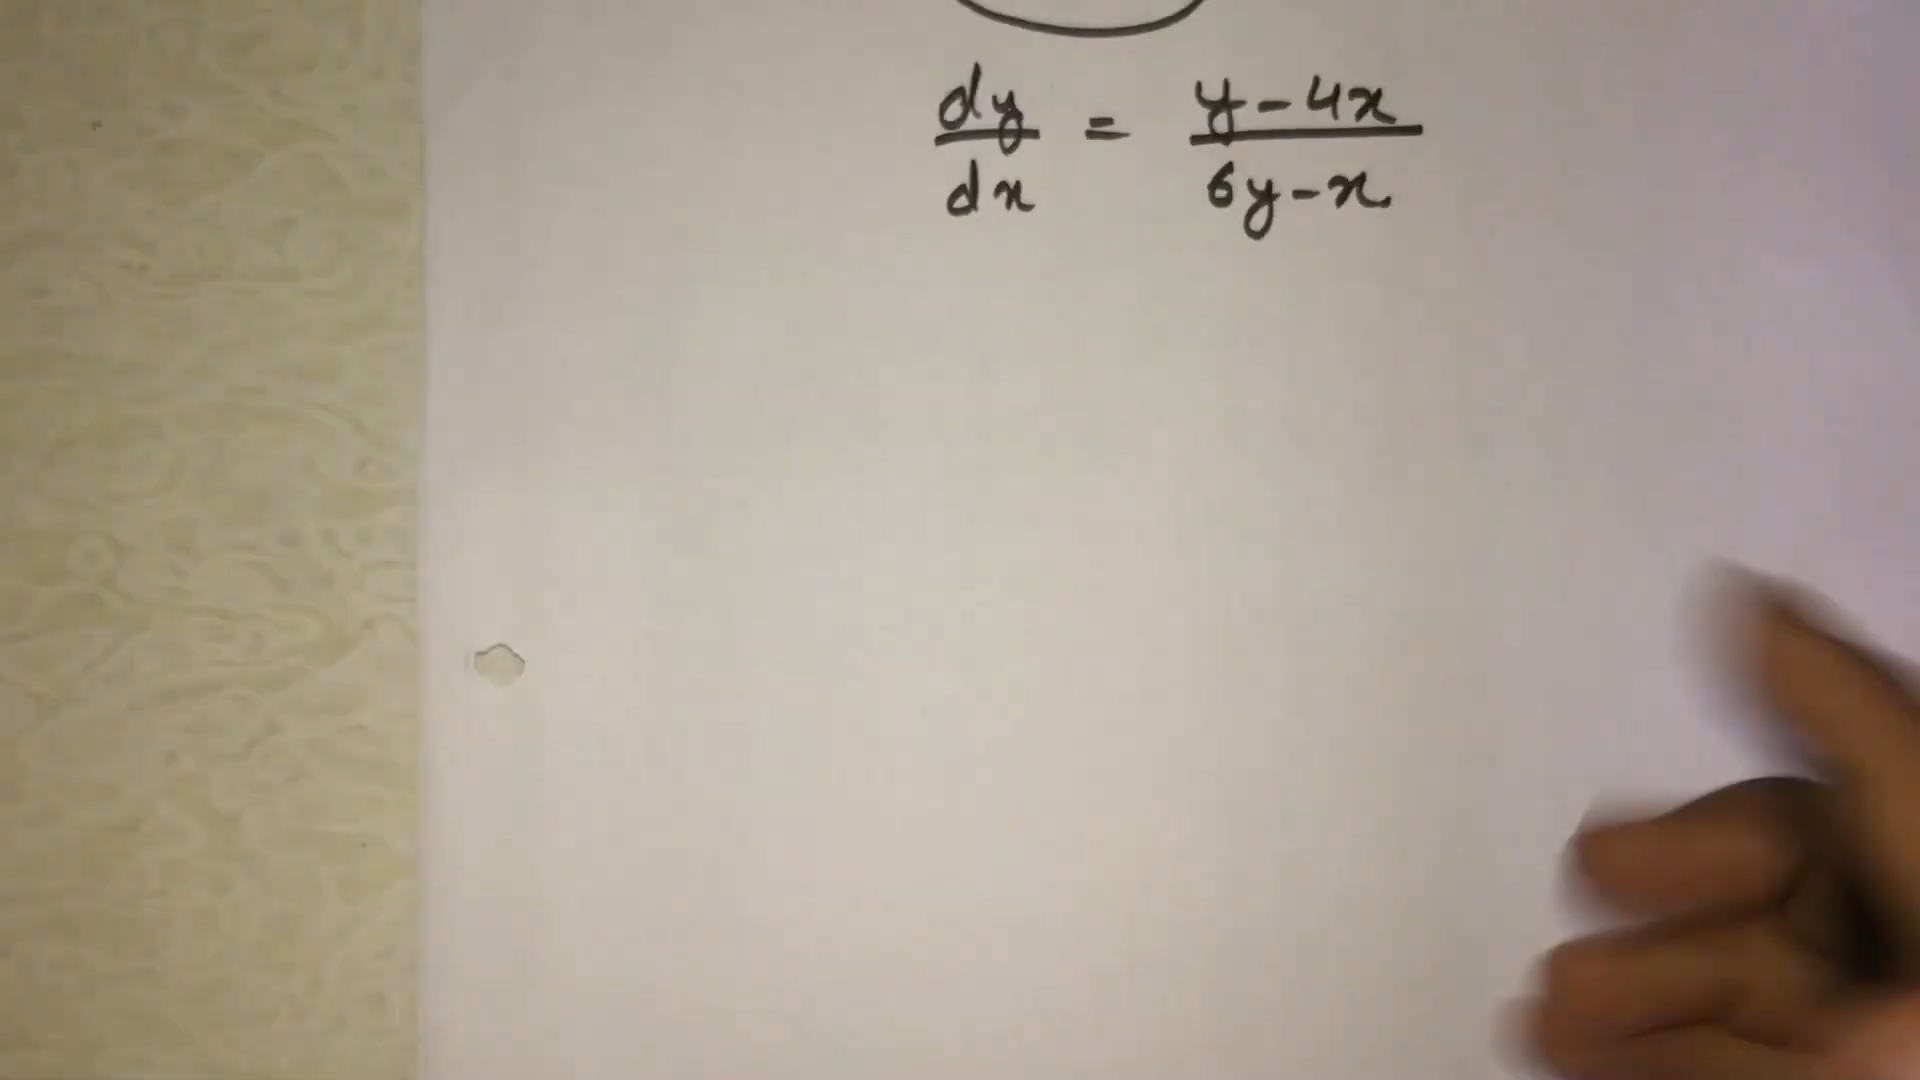 dy/dx = y-4x/6y-x